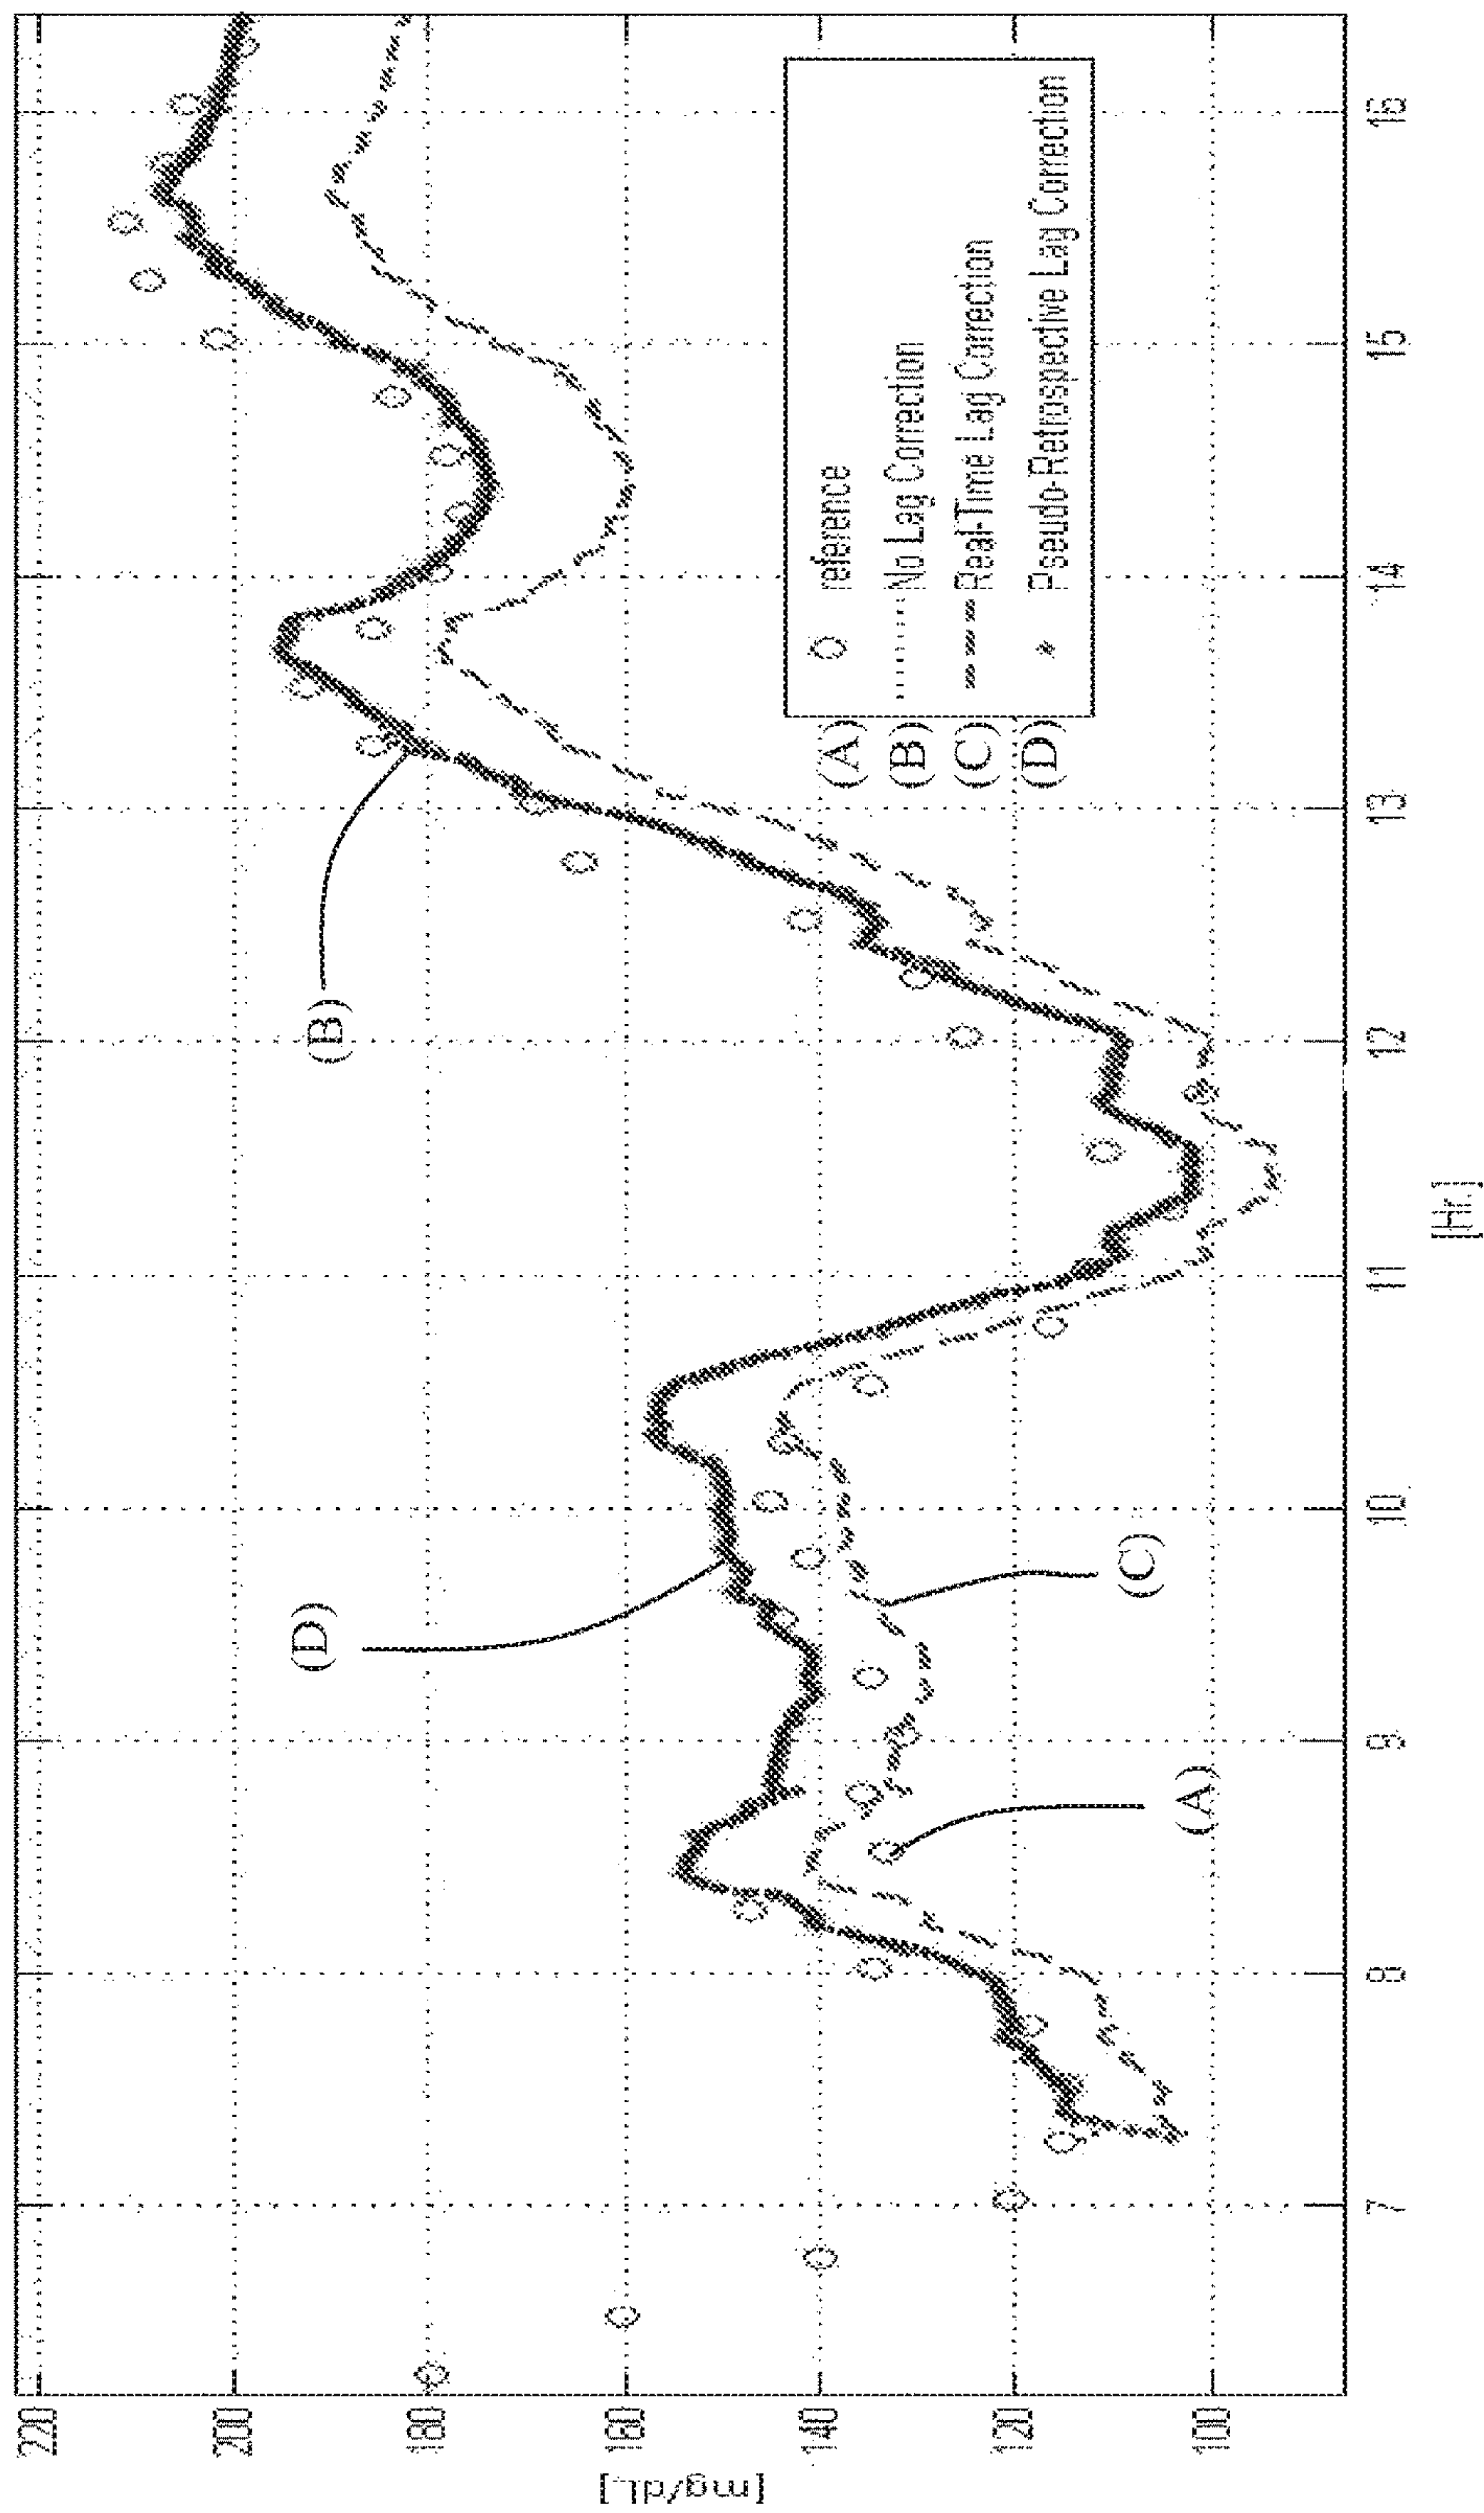 [mg/dL]
220
200
180
160
140
120
100
7
8
9
10
11
12
13
14
15
16
[Hr.]
(A)
(B)
(C)
(D)
(A) reference
(B) No Lag Correction
(C) Real-Time Lag Correction
(D) Pseudo-Retrospective Lag Correction